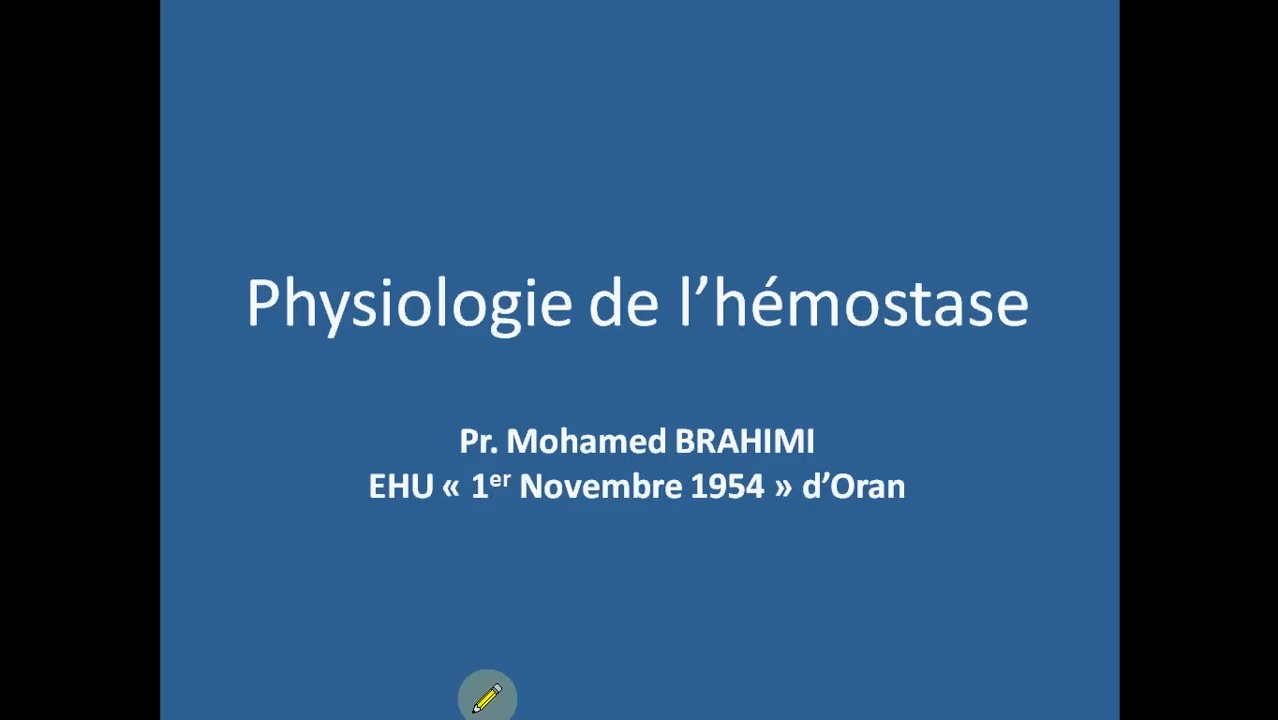 Physiologie de l’hémostase
Pr. Mohamed BRAHIMI
EHU « 1er Novembre 1954 » d’Oran